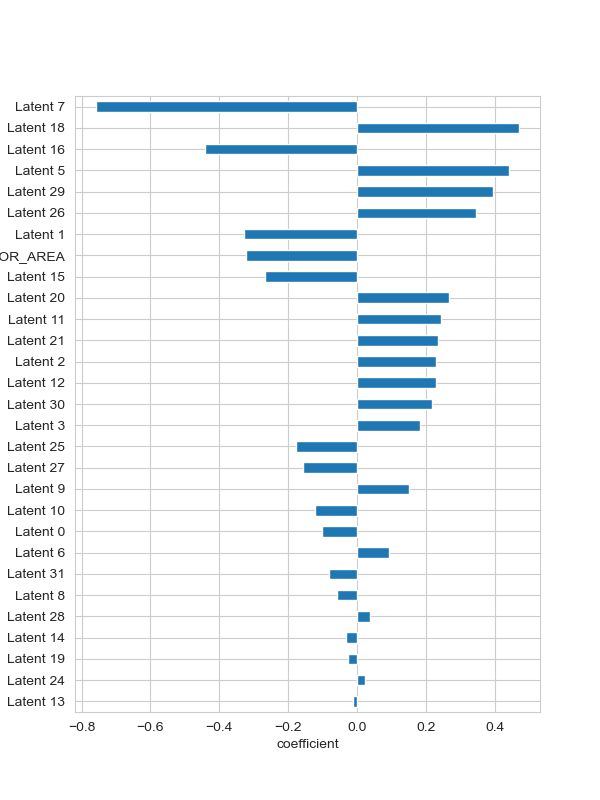 Latent 7
Latent 18
Latent 16
Latent 5
Latent 29
Latent 26
Latent 1
OR_AREA
Latent 15
Latent 20
Latent 11
Latent 21
Latent 2
Latent 12
Latent 30
Latent 3
Latent 25
Latent 27
Latent 9
Latent 10
Latent 0
Latent 6
Latent 31
Latent 8
Latent 28
Latent 14
Latent 19
Latent 24
Latent 13
−0.8 −0.6 −0.4 −0.2 0.0 0.2 0.4
coefficient